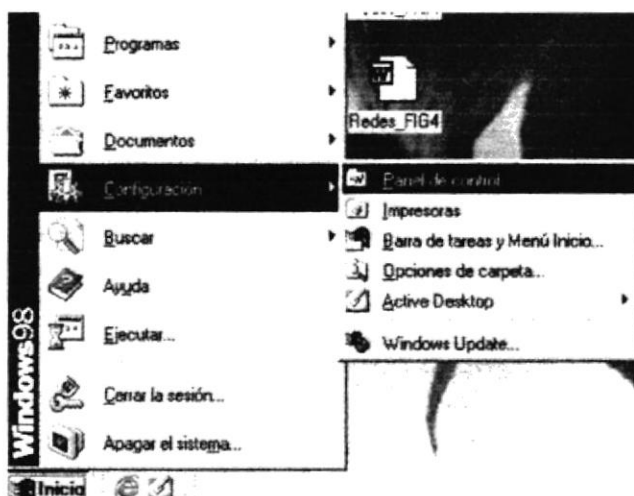 Programas
Favoritos
Documentos
Configuración
Buscar
Ayuda
Ejecutar...
Cerrar la sesión...
Apagar el sistema...
Windows98
Inicio
Redes_FIG4
Panel de control
Impresoras
Barra de tareas y Menú Inicio...
Opciones de carpeta...
Active Desktop
Windows Update...